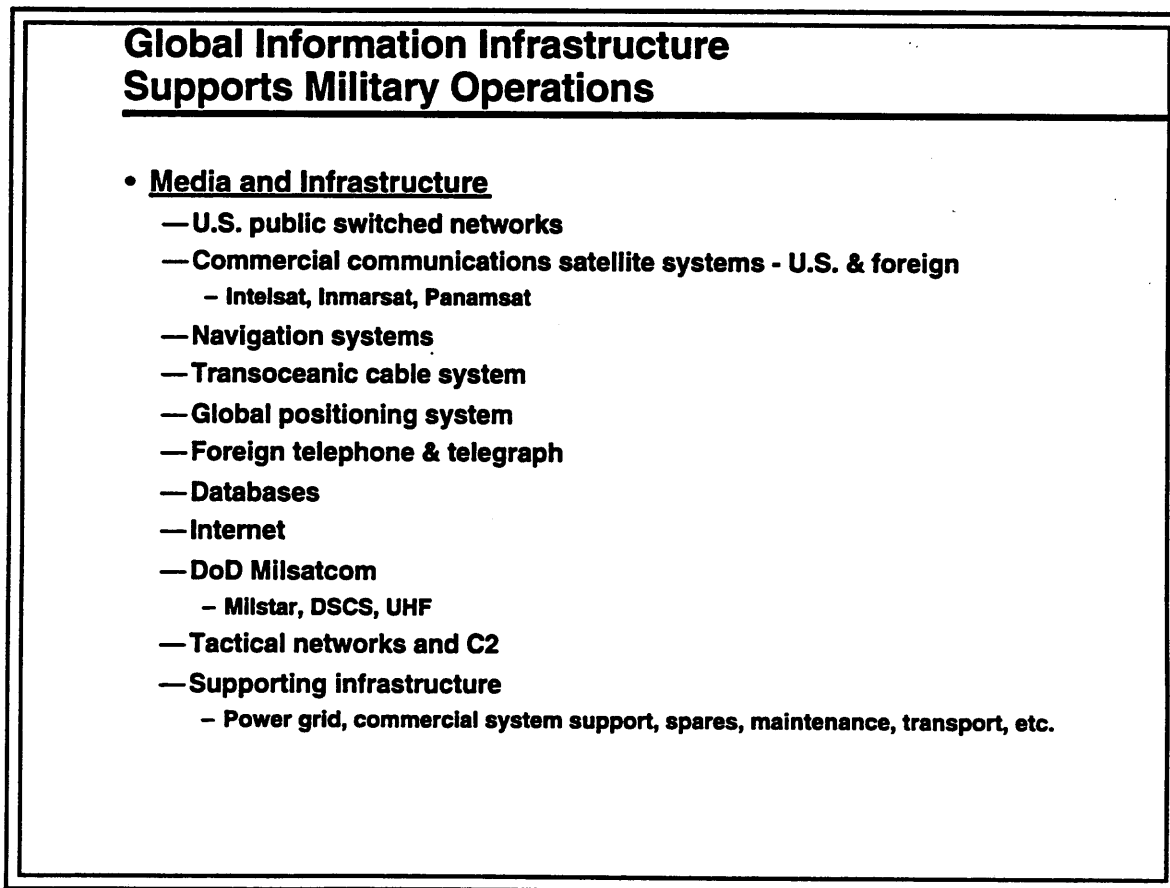 Global Information Infrastructure
Supports Military Operations
• Media and Infrastructure
—U.S. public switched networks
—Commercial communications satellite systems - U.S. & foreign
– Intelsat, Inmarsat, Panamsat
—Navigation systems
—Transoceanic cable system
—Global positioning system
—Foreign telephone & telegraph
—Databases
—Internet
—DoD Milsatcom
– Milstar, DSCS, UHF
—Tactical networks and C2
—Supporting infrastructure
– Power grid, commercial system support, spares, maintenance, transport, etc.